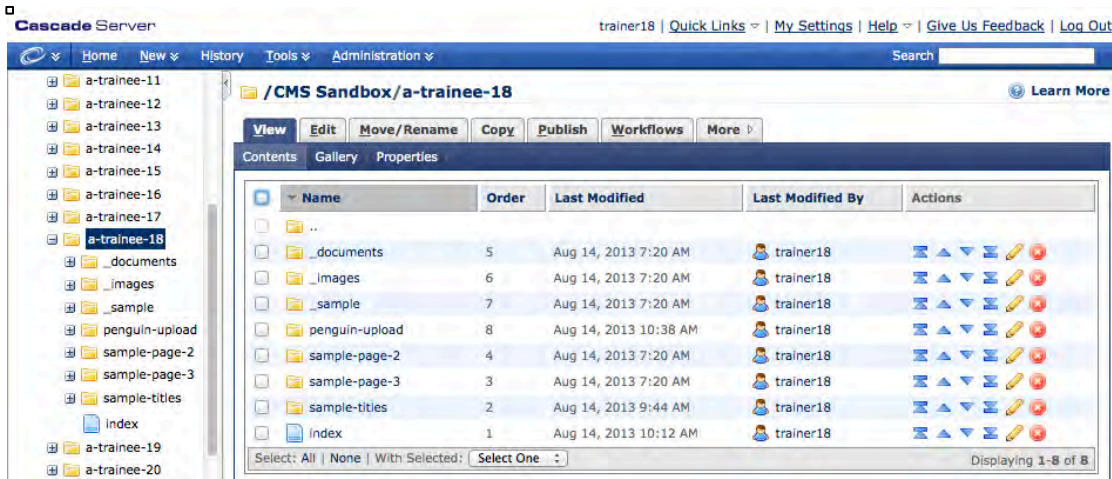 Cascade Server
trainer18 | Quick Links | My Settings | Help | Give Us Feedback | Log Out
Home New History Tools Administration Search
a-trainee-11
a-trainee-12
a-trainee-13
a-trainee-14
a-trainee-15
a-trainee-16
a-trainee-17
a-trainee-18
_documents
_images
_sample
penguin-upload
sample-page-2
sample-page-3
sample-titles
index
a-trainee-19
a-trainee-20
/CMS Sandbox/a-trainee-18 Learn More
View Edit Move/Rename Copy Publish Workflows More
Contents Gallery Properties
Name Order Last Modified Last Modified By Actions
..
_documents 5 Aug 14, 2013 7:20 AM trainer18
_images 6 Aug 14, 2013 7:20 AM trainer18
_sample 7 Aug 14, 2013 7:20 AM trainer18
penguin-upload 8 Aug 14, 2013 10:38 AM trainer18
sample-page-2 4 Aug 14, 2013 7:20 AM trainer18
sample-page-3 3 Aug 14, 2013 7:20 AM trainer18
sample-titles 2 Aug 14, 2013 9:44 AM trainer18
index 1 Aug 14, 2013 10:12 AM trainer18
Select: All | None | With Selected: Select One Displaying 1-8 of 8